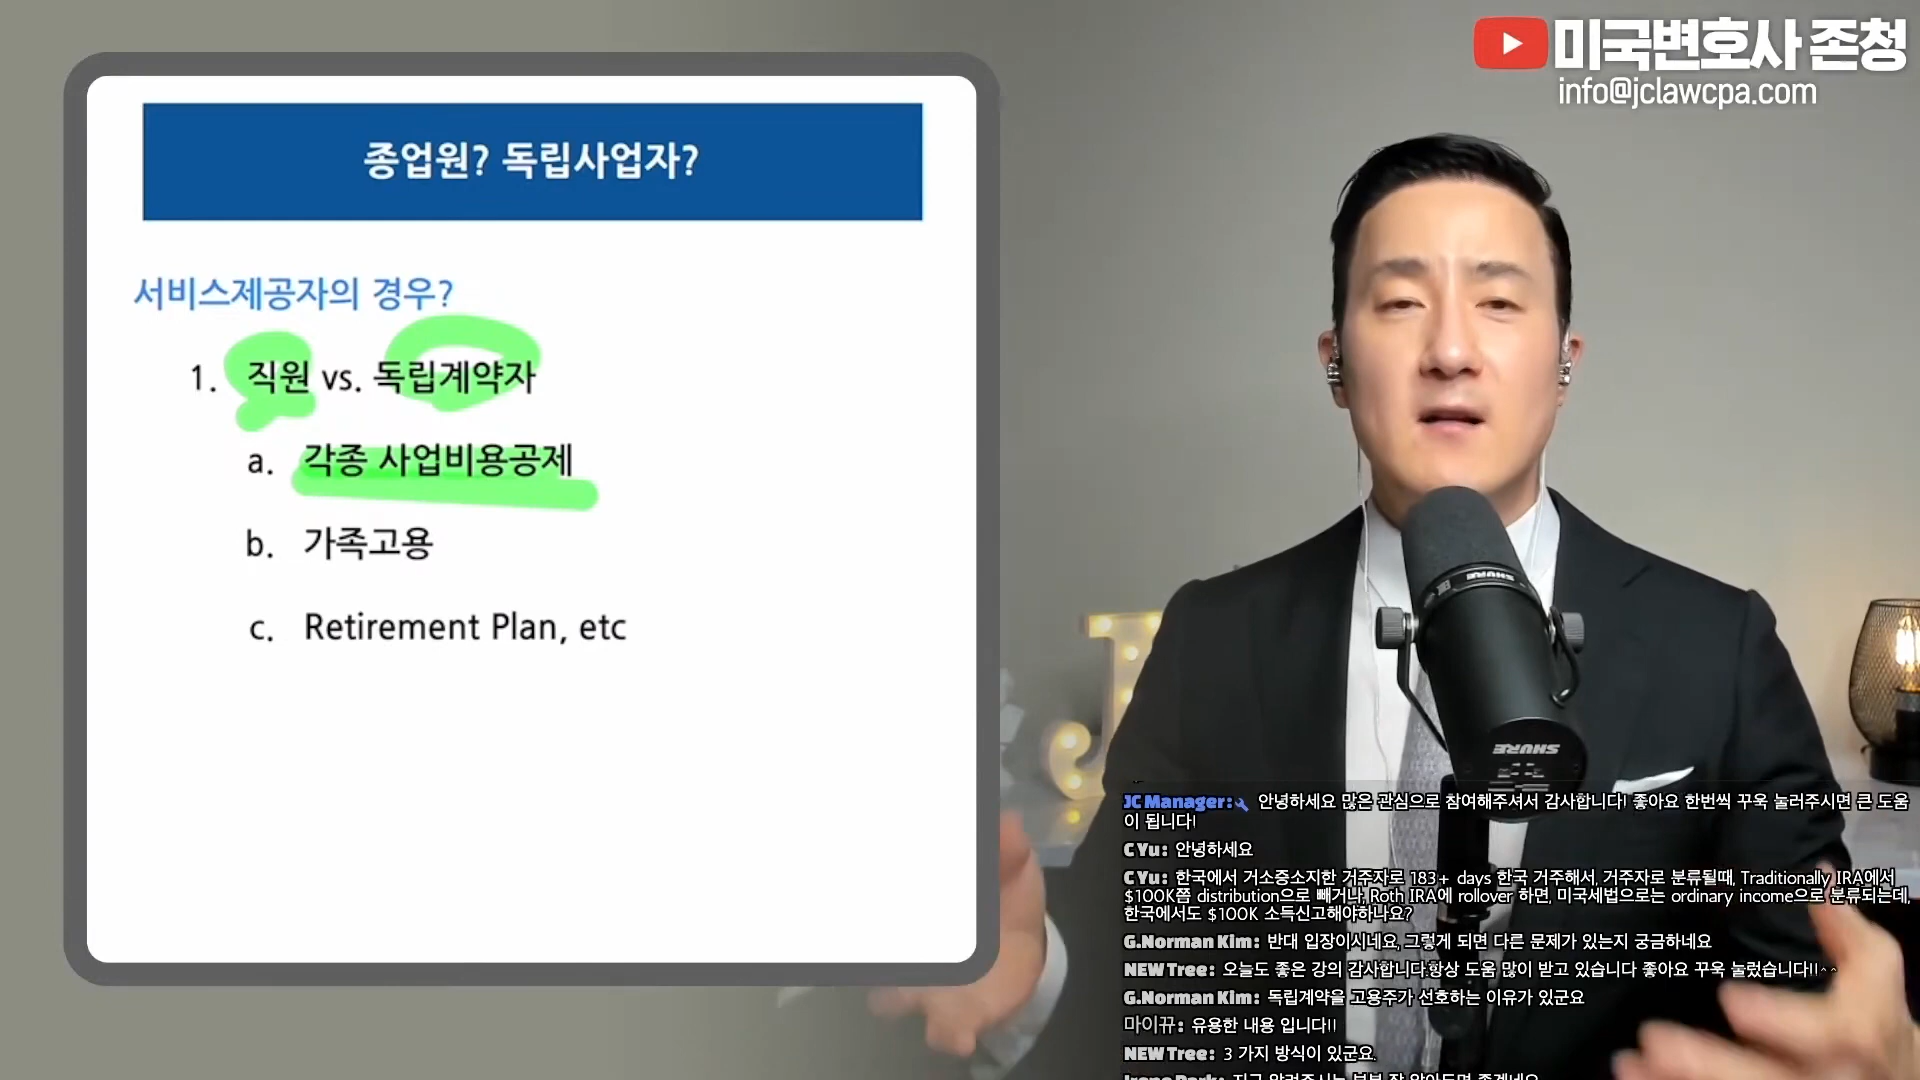 미국변호사 존청
info@jclawcpa.com
종업원? 독립사업자?
서비스제공자의 경우?
1. 직원 vs. 독립계약자
a. 각종 사업비용공제
b. 가족고용
c. Retirement Plan, etc
SHURE
SHURE
JC Manager: 안녕하세요 많은 관심으로 참여해주셔서 감사합니다! 좋아요 한번씩 꾸욱 눌러주시면 큰 도움
이 됩니다!
C Yu: 안녕하세요
C Yu: 한국에서 거소증소지한 거주자로 183+ days 한국 거주해서, 거주자로 분류될때, Traditionally IRA에서
$100K쯤 distribution으로 빼거나, Roth IRA에 rollover 하면, 미국세법으로는 ordinary income으로 분류되는데,
한국에서도 $100K 소득신고해야하나요?
G.Norman Kim: 반대 입장이시네요, 그렇게 되면 다른 문제가 있는지 궁금하네요
NEW Tree: 오늘도 좋은 강의 감사합니다.항상 도움 많이 받고 있습니다 좋아요 꾸욱 눌렀습니다!!^^
G.Norman Kim: 독립계약을 고용주가 선호하는 이유가 있군요
마이뀨: 유용한 내용 입니다!!
NEW Tree: 3 가지 방식이 있군요.